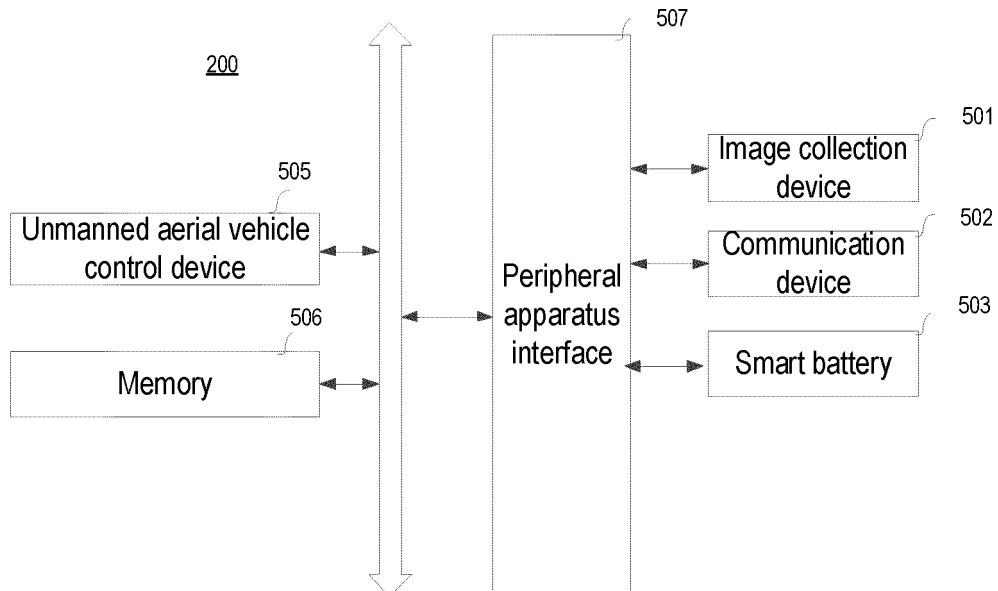 507
200
501
Image collection
device
505
Unmanned aerial vehicle
control device
502
Communication
device
Peripheral
apparatus
interface
506
503
Memory
Smart battery